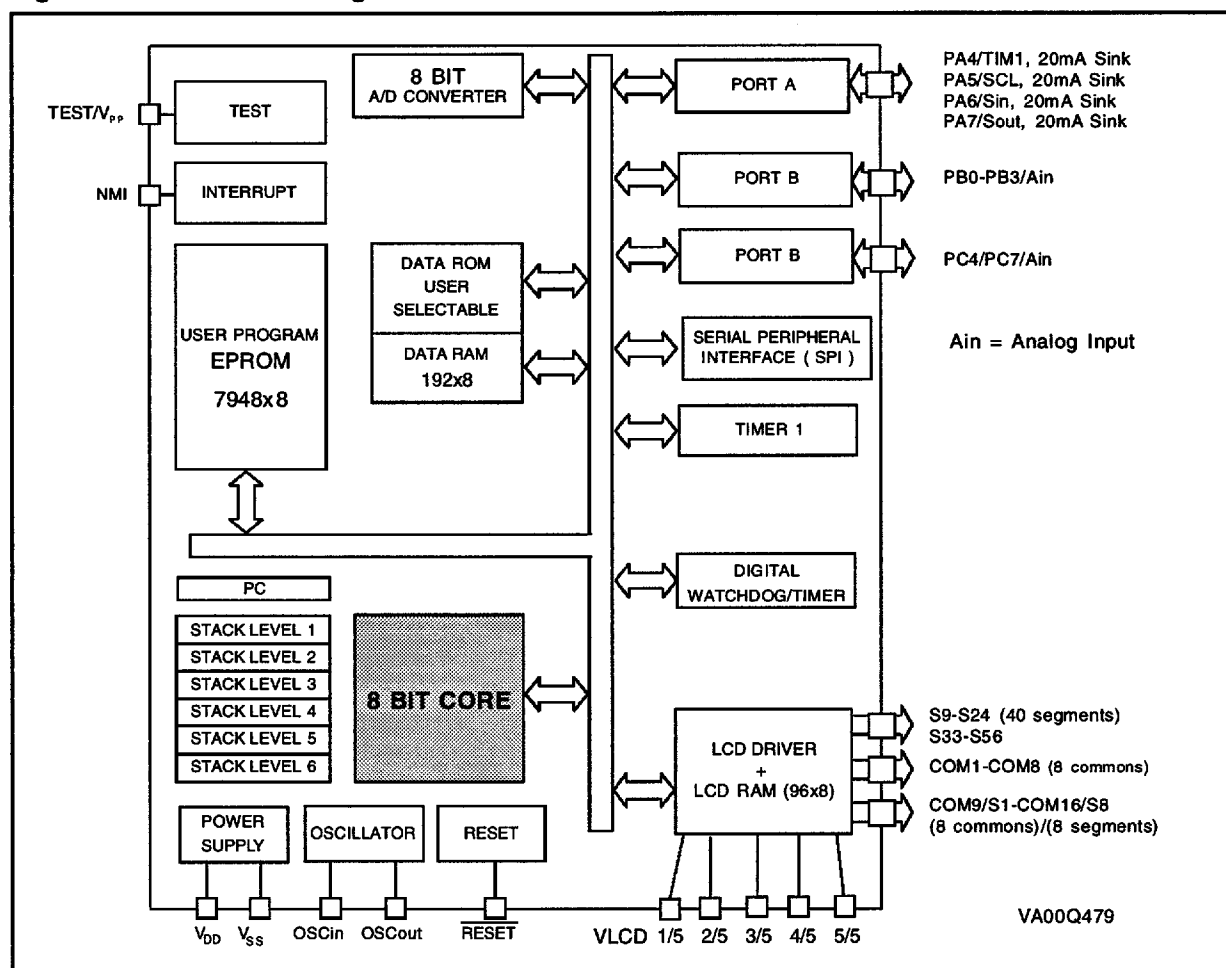 8 BIT
A/D CONVERTER
PORT A
PA4/TIM1, 20mA Sink
PA5/SCL, 20mA Sink
PA6/Sin, 20mA Sink
PA7/Sout, 20mA Sink
TEST/VPP
TEST
NMI
INTERRUPT
PORT B
PB0-PB3/Ain
PORT B
PC4/PC7/Ain
DATA ROM
USER
SELECTABLE
DATA RAM
192x8
USER PROGRAM
EPROM
7948x8
SERIAL PERIPHERAL
INTERFACE ( SPI )
Ain = Analog Input
TIMER 1
DIGITAL
WATCHDOG/TIMER
PC
STACK LEVEL 1
STACK LEVEL 2
STACK LEVEL 3
STACK LEVEL 4
STACK LEVEL 5
STACK LEVEL 6
8 BIT CORE
LCD DRIVER
+
LCD RAM (96x8)
S9-S24 (40 segments)
S33-S56
COM1-COM8 (8 commons)
COM9/S1-COM16/S8
(8 commons)/(8 segments)
POWER
SUPPLY
OSCILLATOR
RESET
VDD VSS OSCin OSCout RESET VLCD 1/5 2/5 3/5 4/5 5/5
VA00Q479